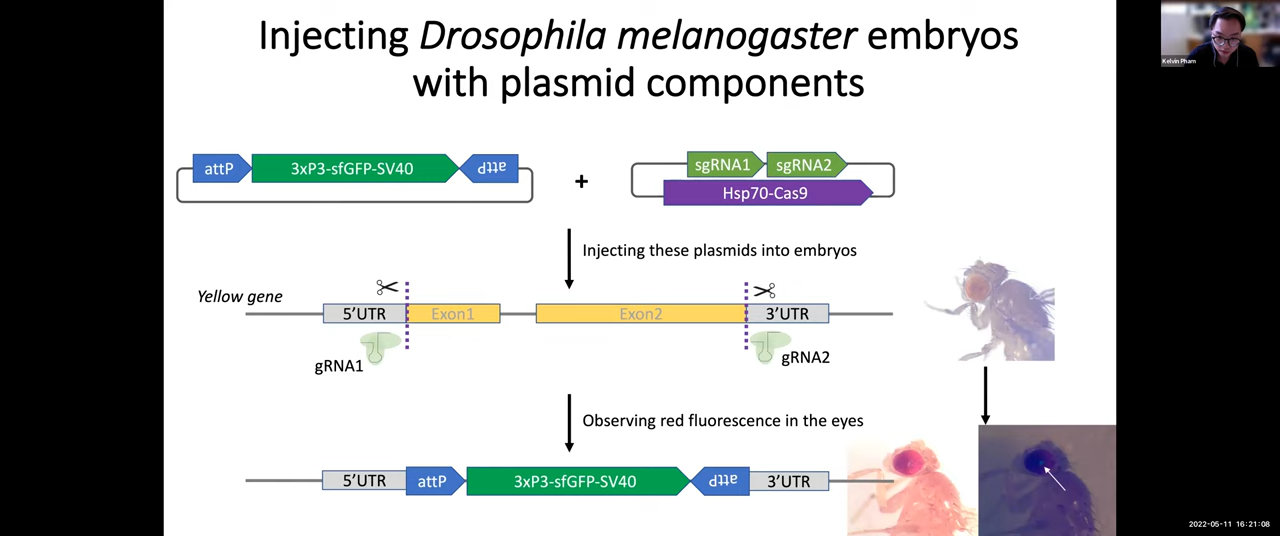 Injecting Drosophila melanogaster embryos
with plasmid components
Kelvin Pham
attP 3xP3-sfGFP-SV40 attP
+
sgRNA1 sgRNA2
Hsp70-Cas9
Injecting these plasmids into embryos
Yellow gene
5'UTR Exon1 Exon2 3'UTR
gRNA1 gRNA2
Observing red fluorescence in the eyes
5'UTR attP 3xP3-sfGFP-SV40 attP 3'UTR
2022-05-11 16:21:08